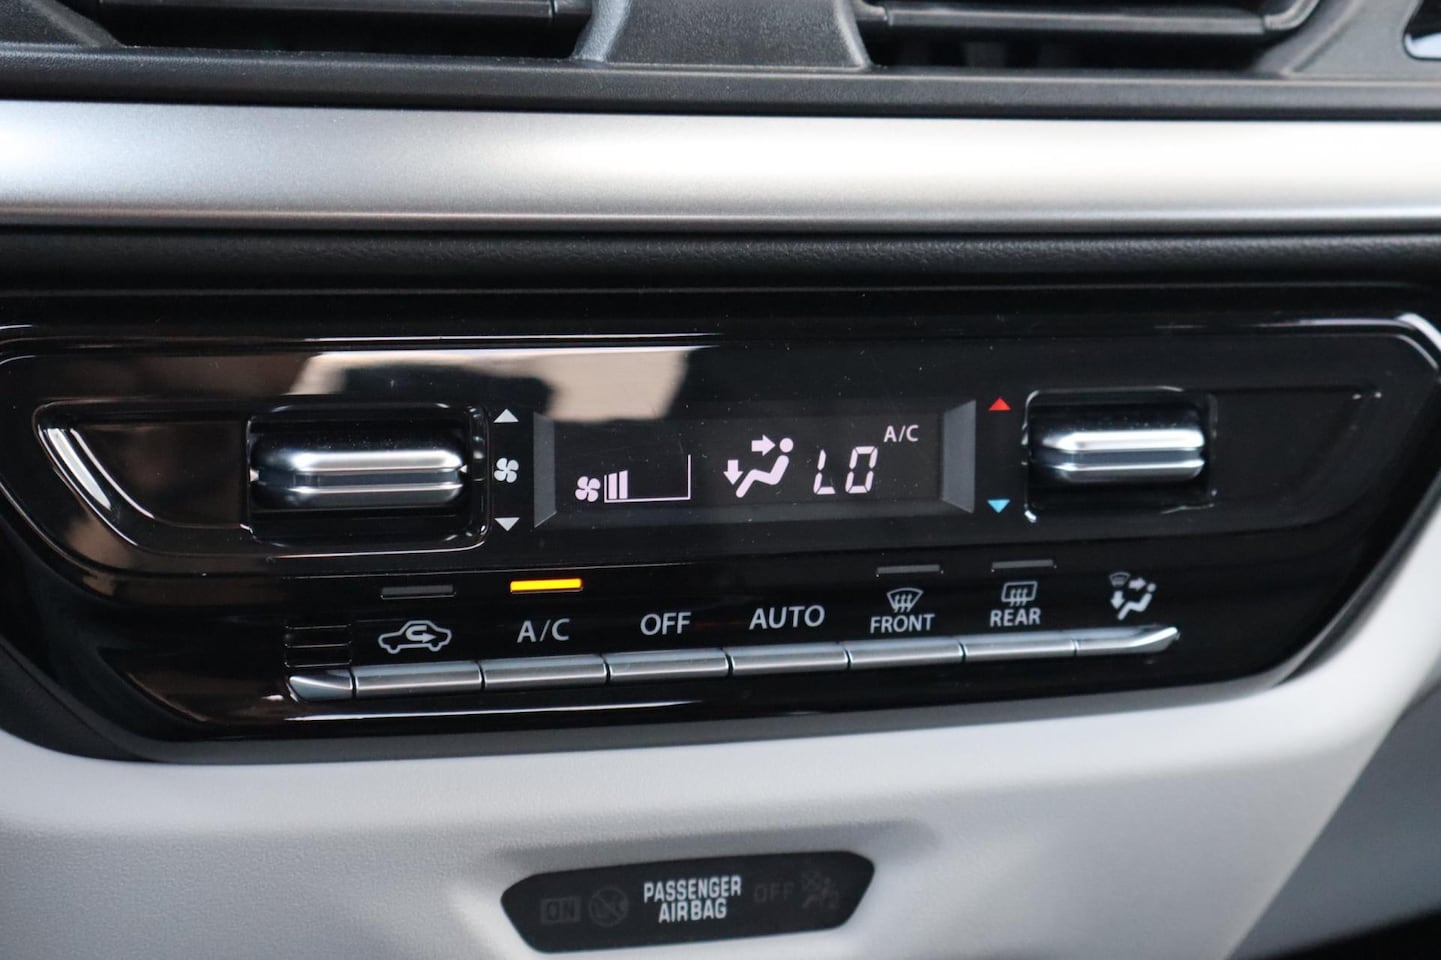 A/C
LO
A/C
OFF
AUTO
FRONT
REAR
ON
PASSENGER
AIRBAG
OFF